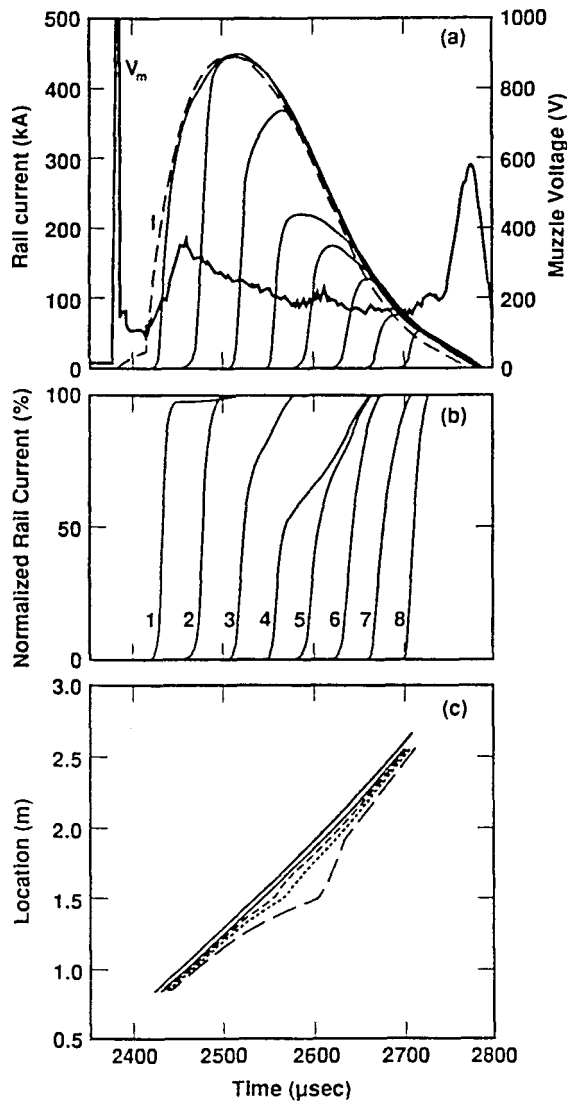 500
400
300
200
100
0
Rail current (kA)
V_m
I
(a)
1000
800
600
400
200
0
Muzzle Voltage (V)
100
50
0
Normalized Rail Current (%)
(b)
1 2 3 4 5 6 7 8
3.0
2.5
2.0
1.5
1.0
0.5
Location (m)
(c)
2400 2500 2600 2700 2800
Time (μsec)